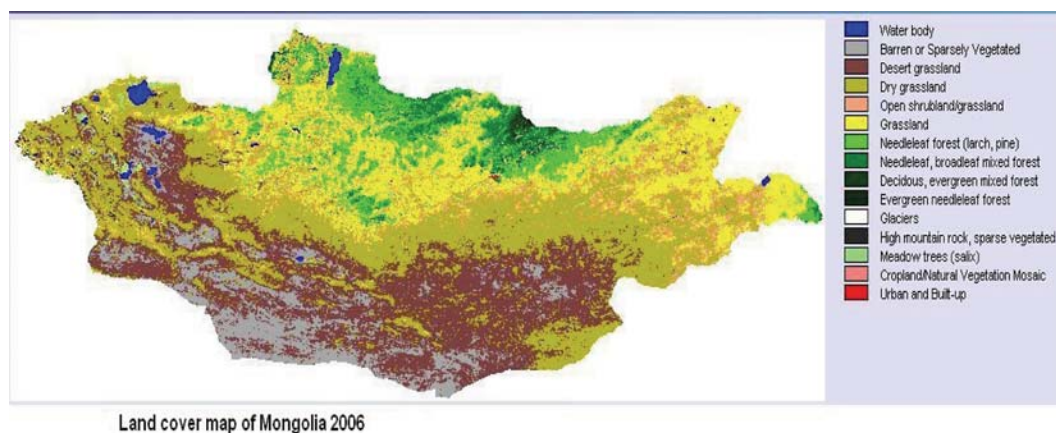 Water body
Barren or Sparsely Vegetated
Desert grassland
Dry grassland
Open shrubland/grassland
Grassland
Needleleaf forest (larch, pine)
Needleleaf, broadleaf mixed forest
Decidous, evergreen mixed forest
Evergreen needleleaf forest
Glaciers
High mountain rock, sparse vegetated
Meadow trees (salix)
Cropland/Natural Vegetation Mosaic
Urban and Built-up
Land cover map of Mongolia 2006